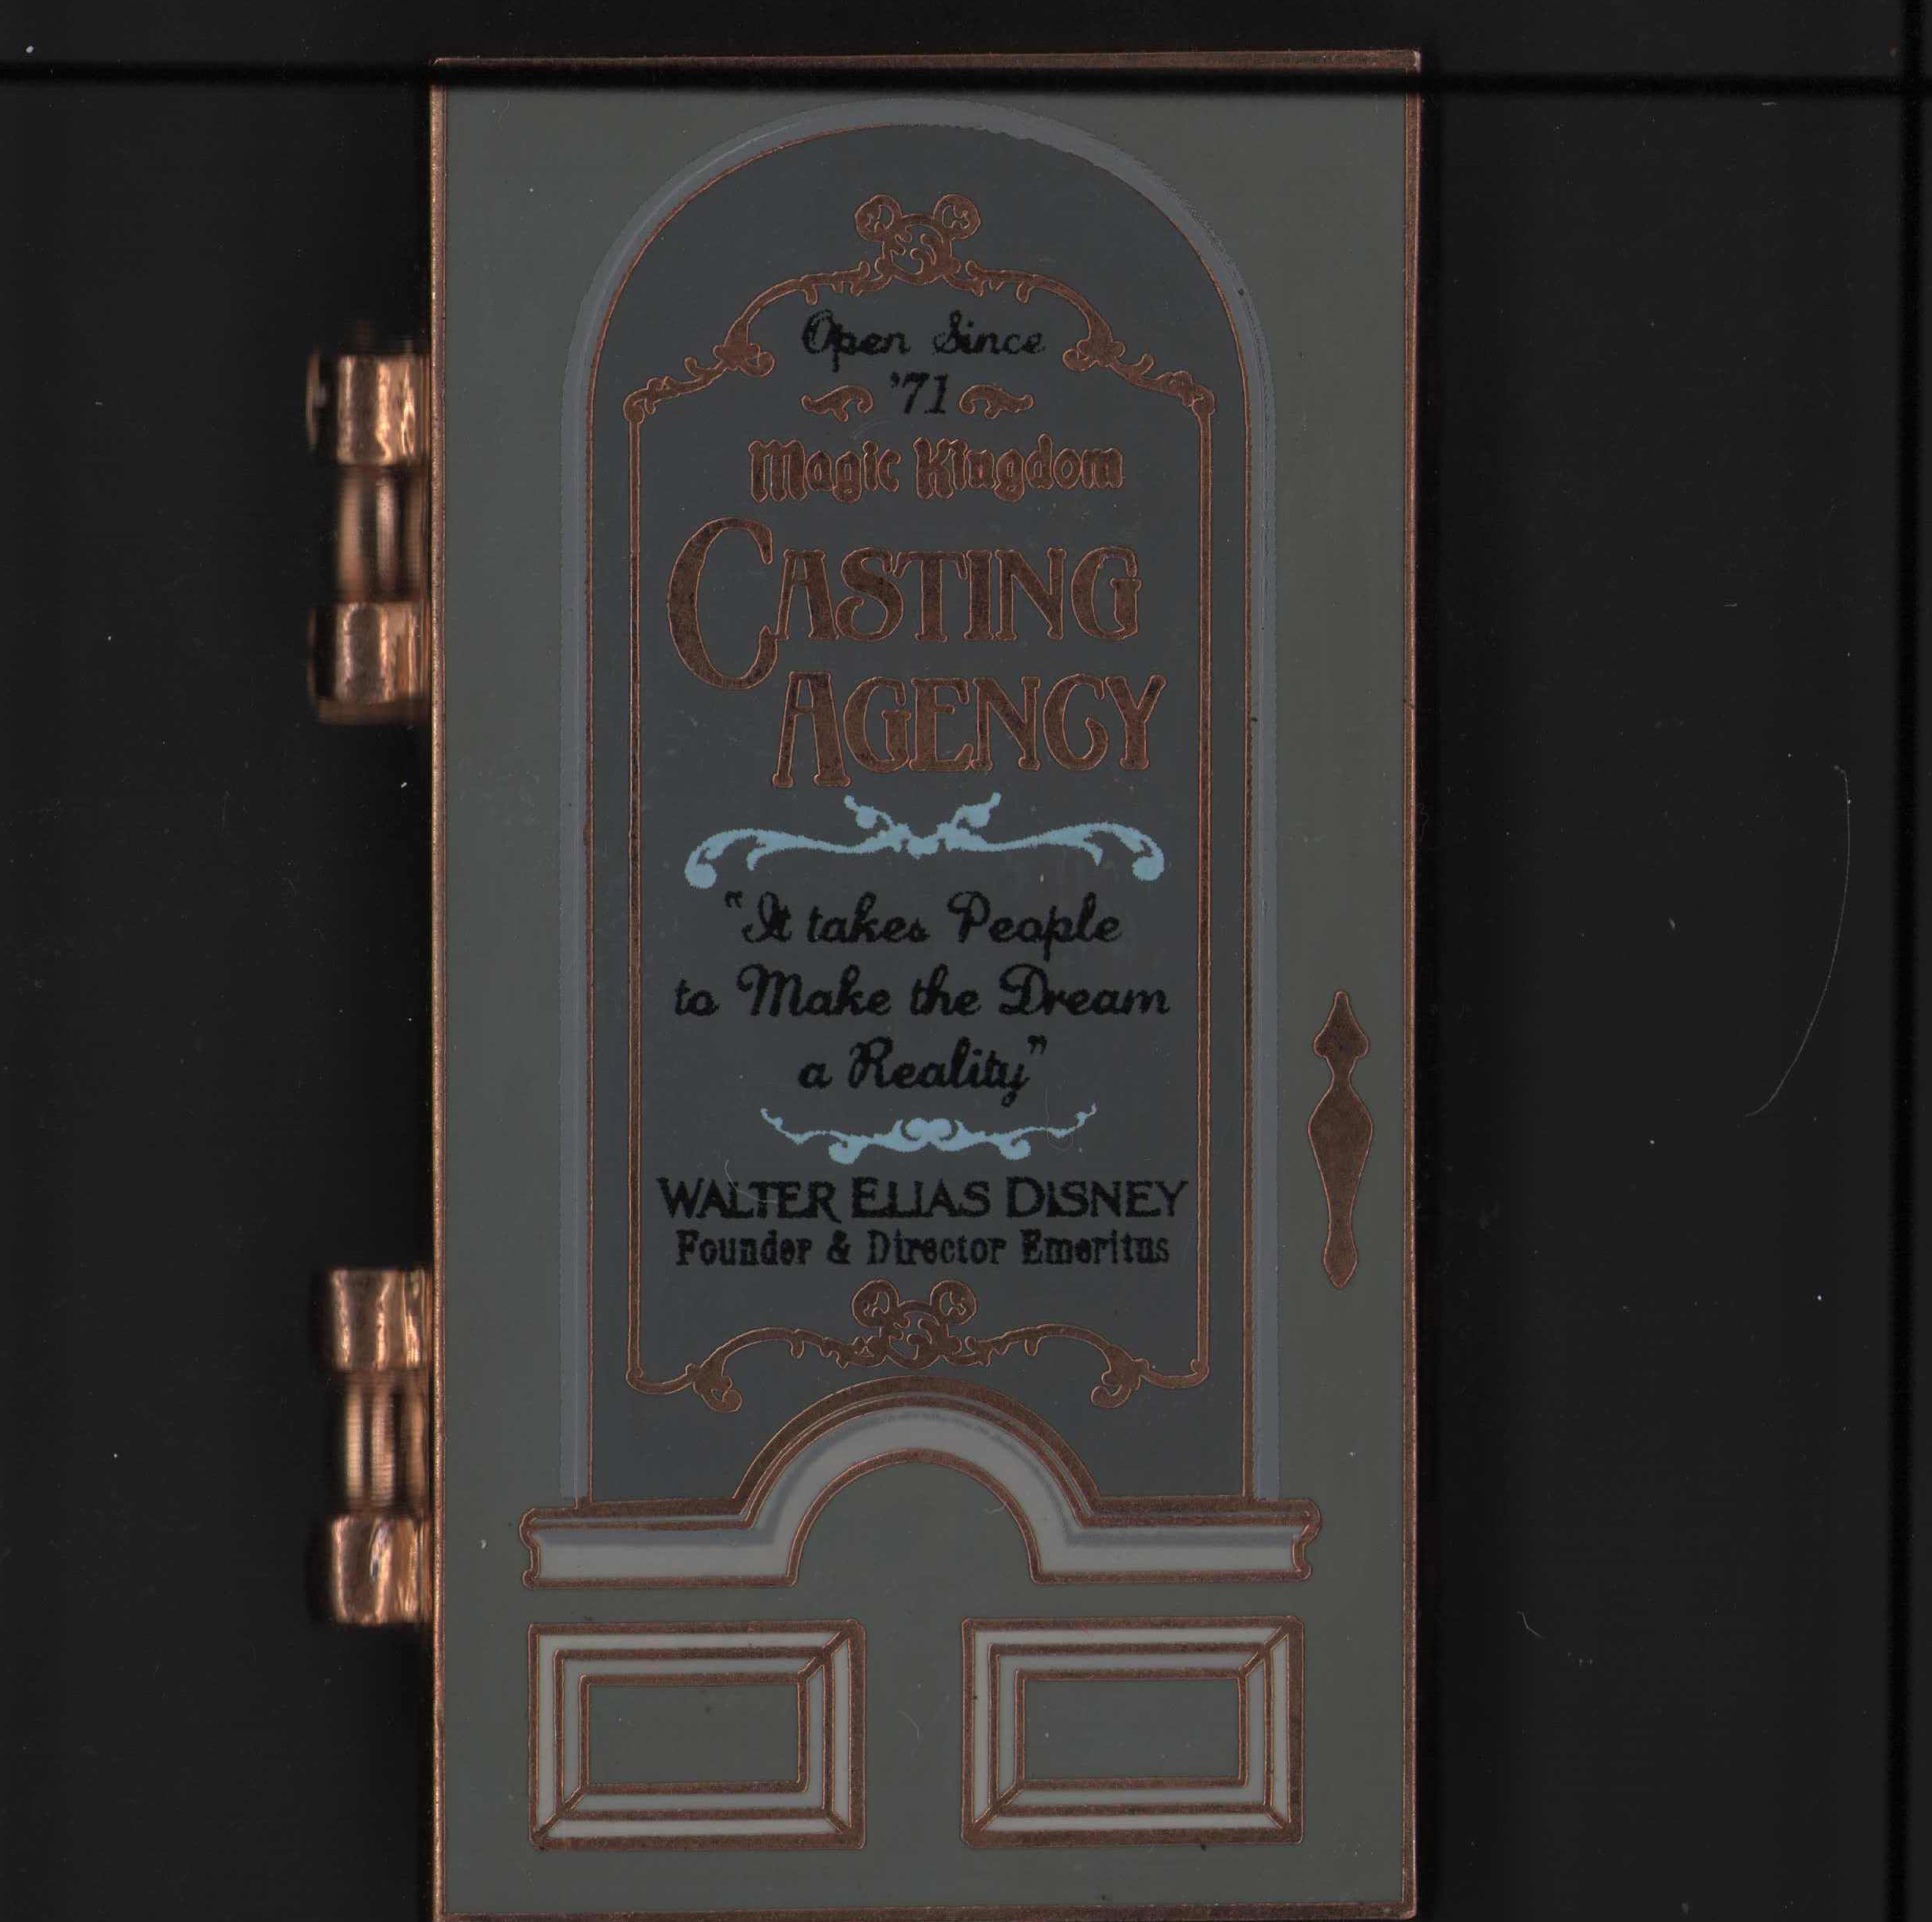 Open Since
'71
Magic Kingdom
CASTING
AGENCY
"It takes People
to Make the Dream
a Reality"
WALTER ELIAS DISNEY
Founder & Director Emeritus